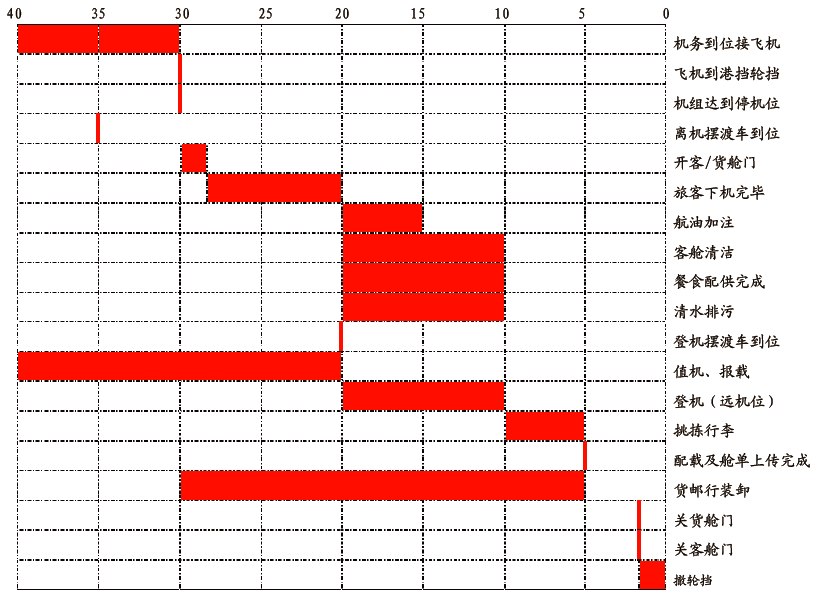 40 35 30 25 20 15 10 5 0
机务到位接飞机
飞机到港挡轮挡
机组达到停机位
离机摆渡车到位
开客/货舱门
旅客下机完毕
航油加注
客舱清洁
餐食配供完成
清水排污
登机摆渡车到位
值机、报载
登机（远机位）
挑拣行李
配载及舱单上传完成
货邮行装卸
关货舱门
关客舱门
撤轮挡